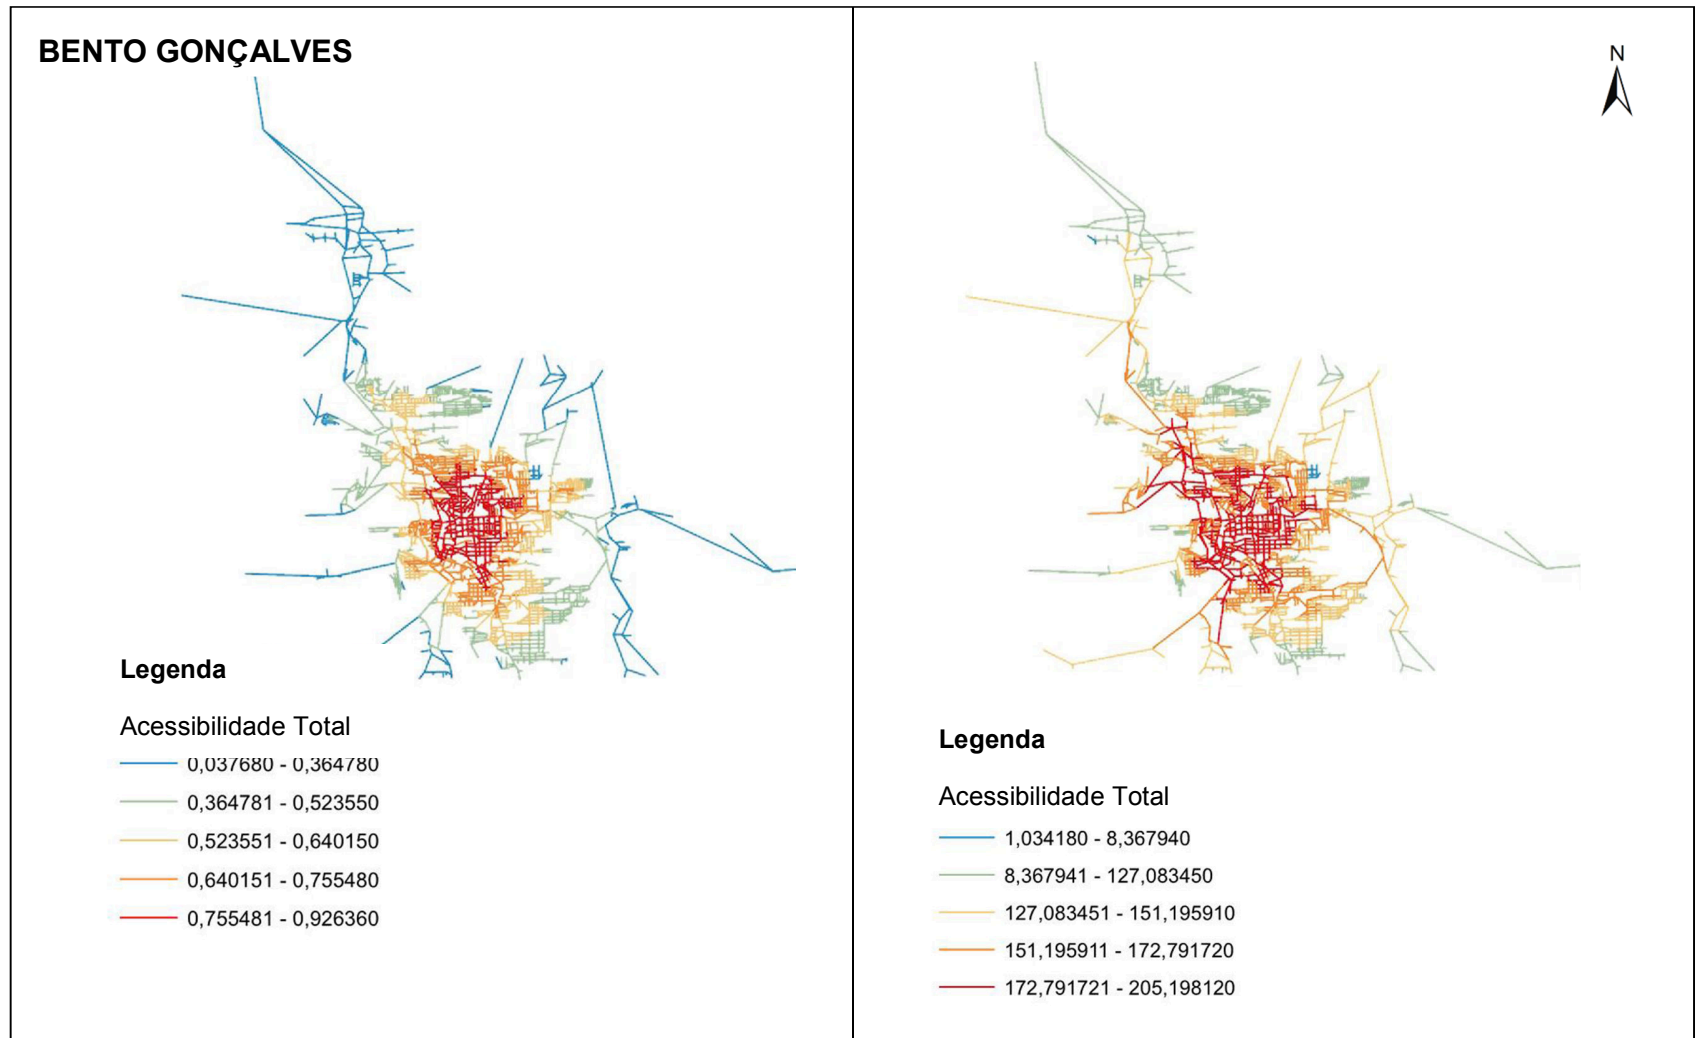 BENTO GONÇALVES
N
Legenda
Acessibilidade Total
0,037680 - 0,364780
0,364781 - 0,523550
0,523551 - 0,640150
0,640151 - 0,755480
0,755481 - 0,926360
Legenda
Acessibilidade Total
1,034180 - 8,367940
8,367941 - 127,083450
127,083451 - 151,195910
151,195911 - 172,791720
172,791721 - 205,198120